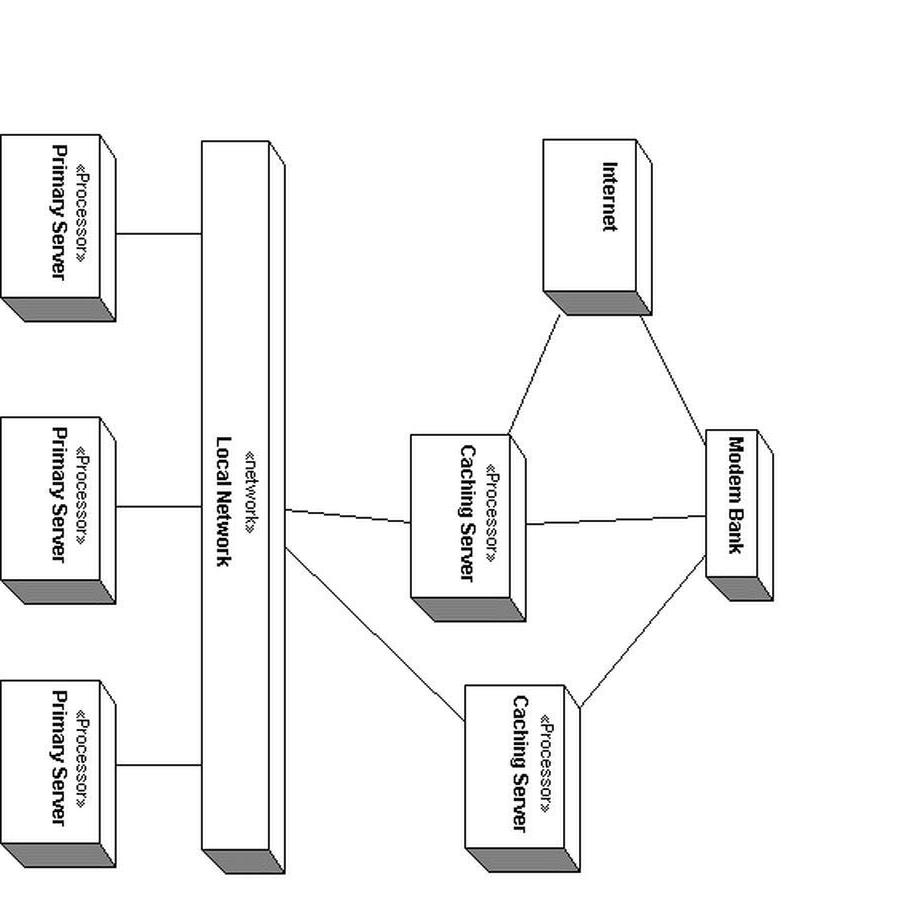 Modem Bank
Internet
«Processor»
Caching Server
«Processor»
Caching Server
«network»
Local Network
«Processor»
Primary Server
«Processor»
Primary Server
«Processor»
Primary Server